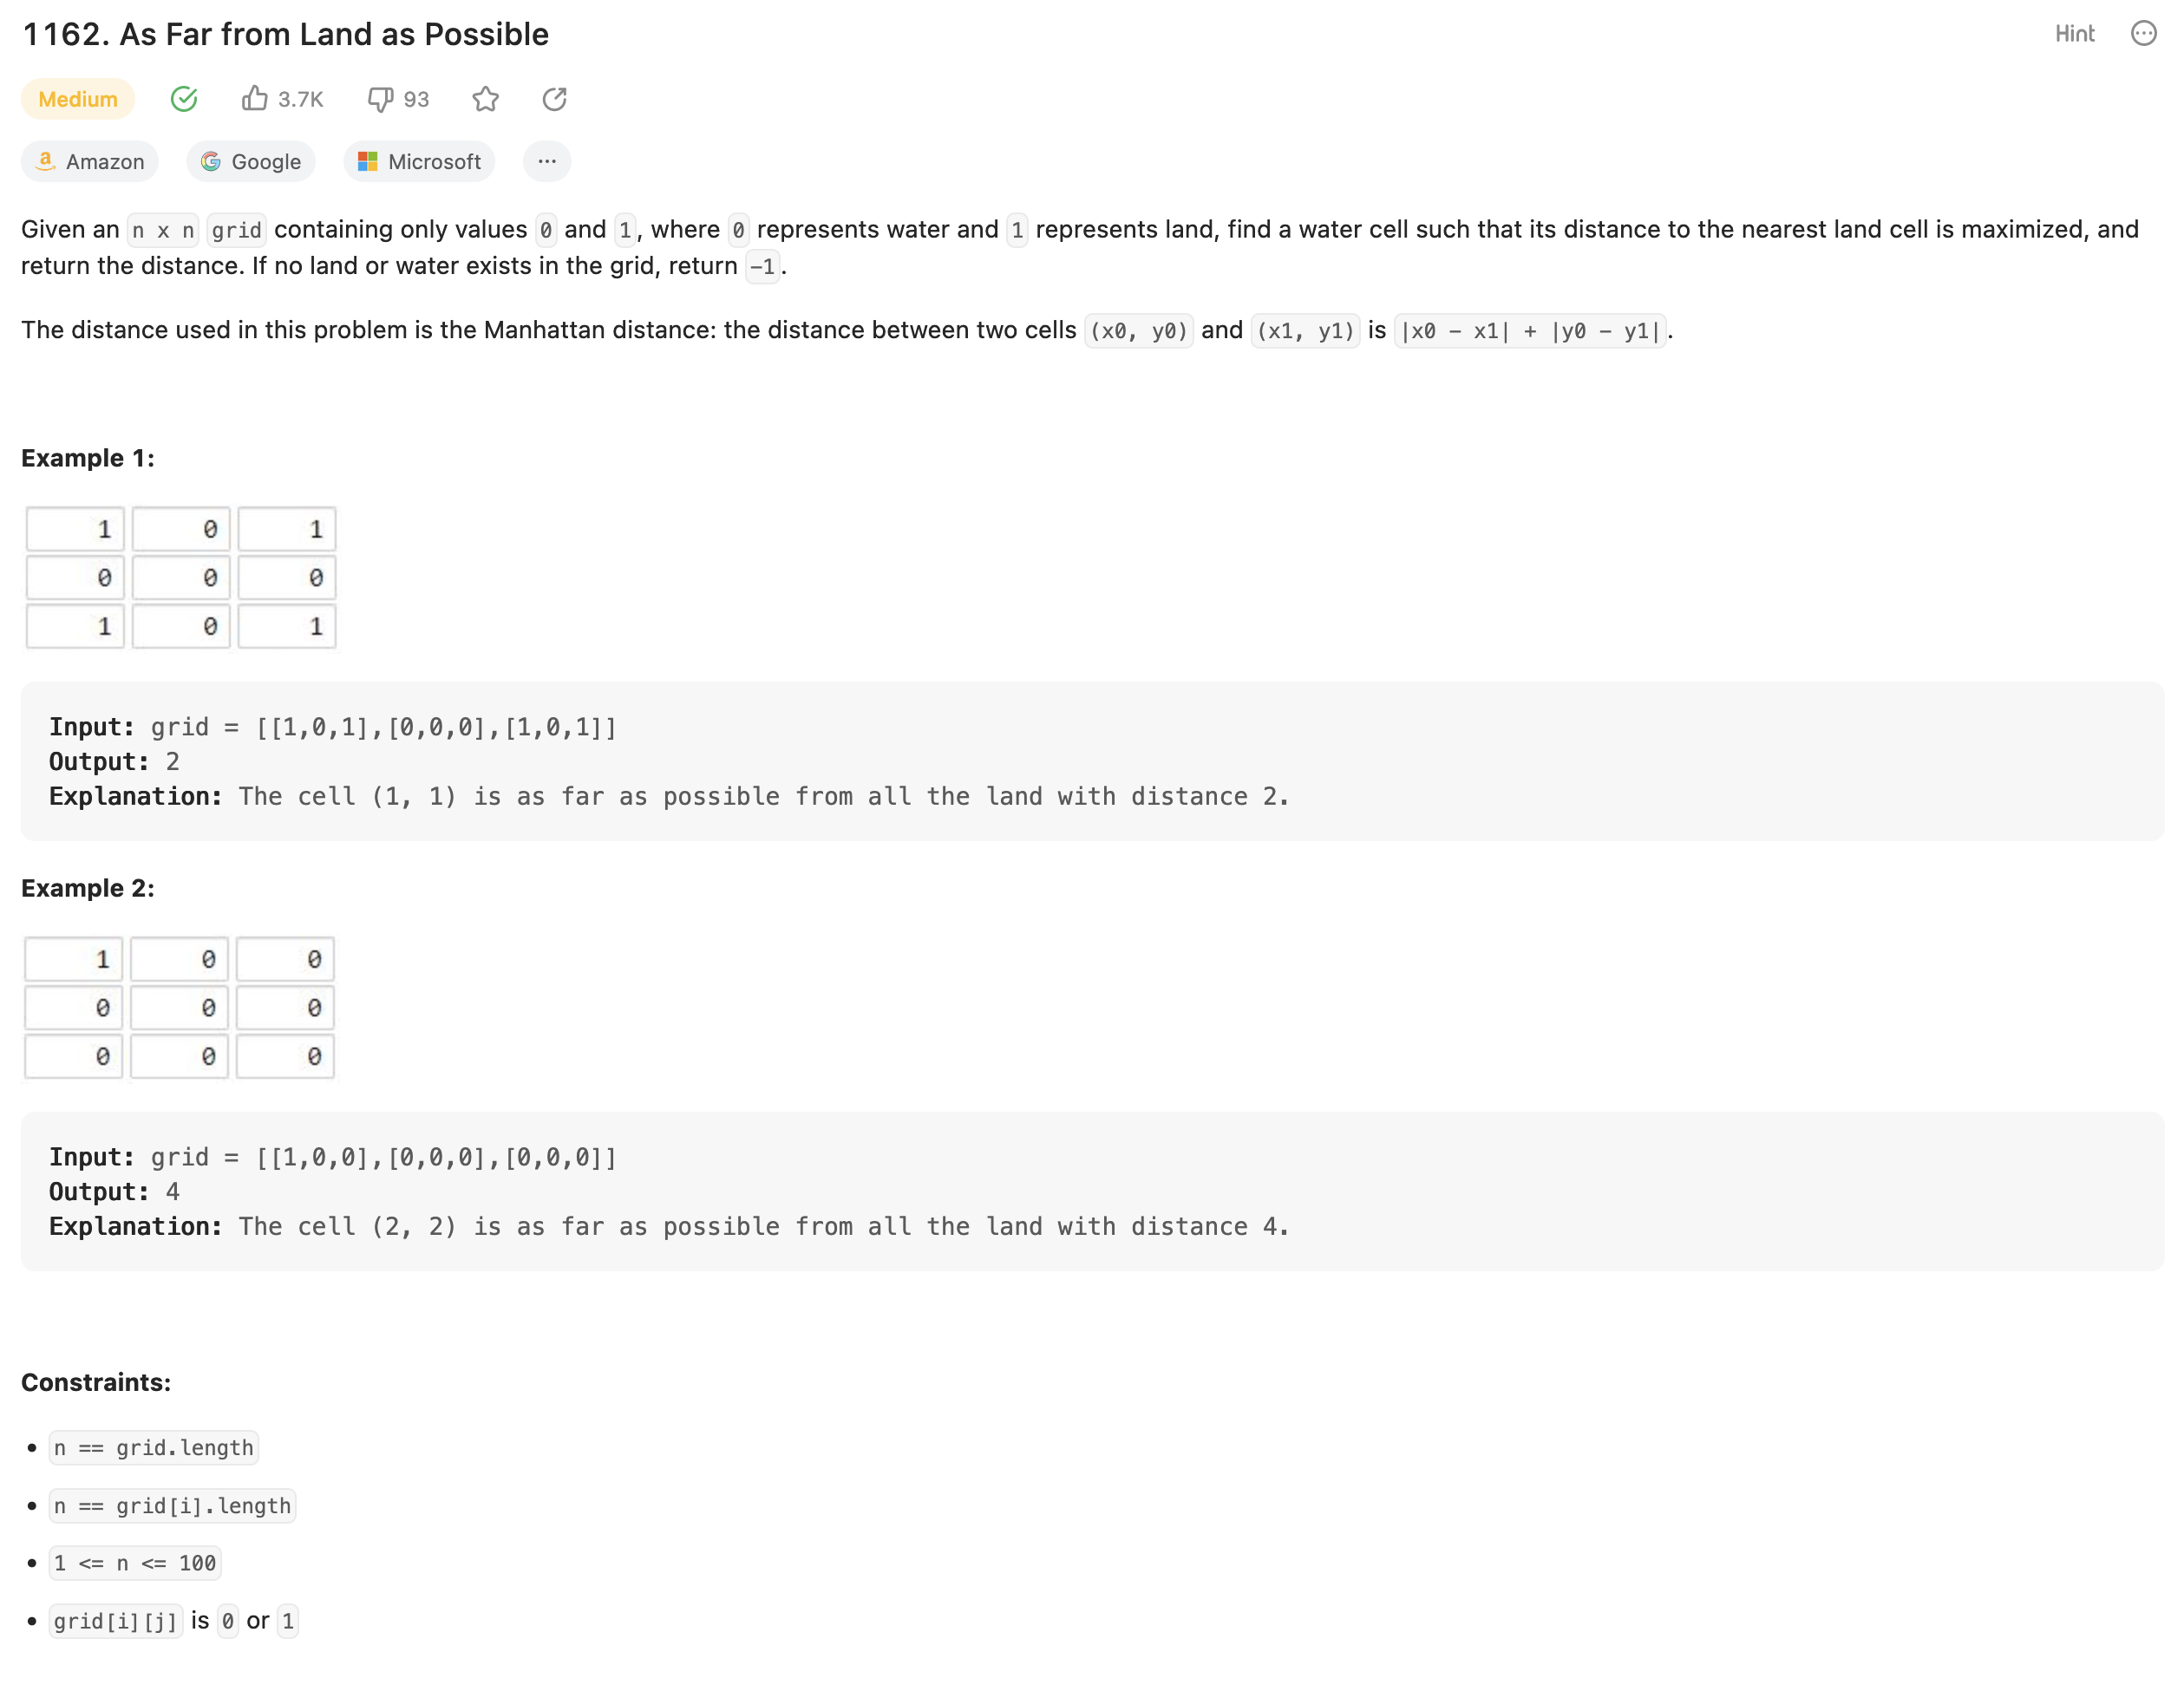 1162. As Far from Land as Possible
Hint
Medium 3.7K 93
Amazon Google Microsoft ...
Given an n x n grid containing only values 0 and 1, where 0 represents water and 1 represents land, find a water cell such that its distance to the nearest land cell is maximized, and
return the distance. If no land or water exists in the grid, return -1.
The distance used in this problem is the Manhattan distance: the distance between two cells (x0, y0) and (x1, y1) is |x0 - x1| + |y0 - y1|.
Example 1:
1 0 1
0 0 0
1 0 1
Input: grid = [[1,0,1],[0,0,0],[1,0,1]]
Output: 2
Explanation: The cell (1, 1) is as far as possible from all the land with distance 2.
Example 2:
1 0 0
0 0 0
0 0 0
Input: grid = [[1,0,0],[0,0,0],[0,0,0]]
Output: 4
Explanation: The cell (2, 2) is as far as possible from all the land with distance 4.
Constraints:
• n == grid.length
• n == grid[i].length
• 1 <= n <= 100
• grid[i][j] is 0 or 1